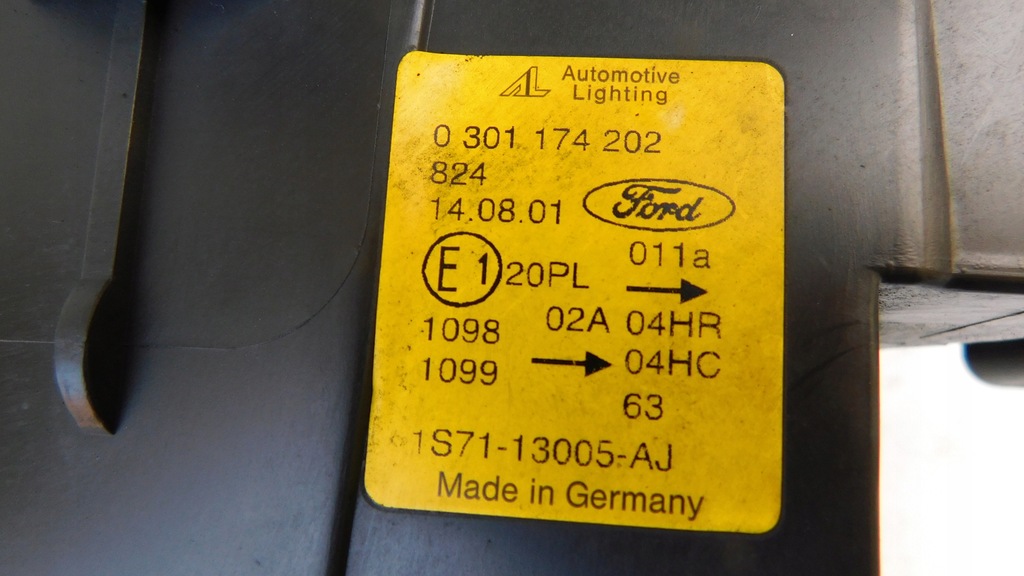 AL Automotive
Lighting
0 301 174 202
824
14.08.01 Ford
E1 20PL 011a →
1098 02A 04HR
1099 → 04HC
63
1S71-13005-AJ
Made in Germany